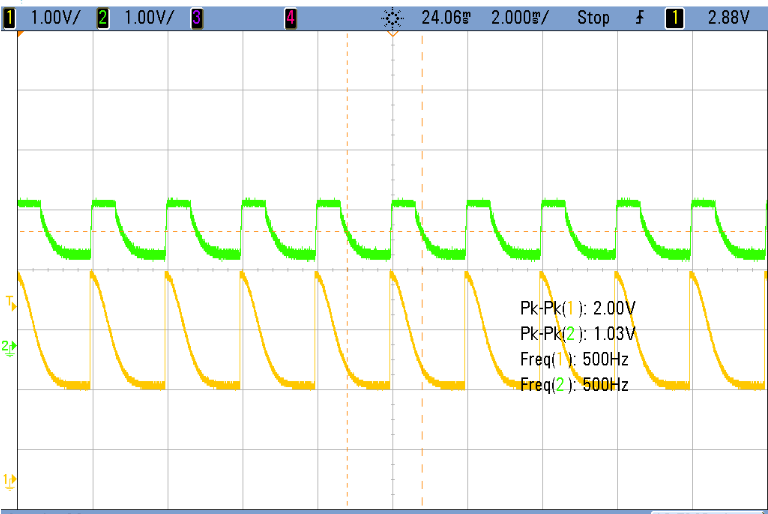 1 1.00V/ 2 1.00V/ 3 4 24.06ms 2.000ms/ Stop 1 2.88V
T
Pk-Pk(1): 2.00V
Pk-Pk(2): 1.03V
2
Freq(1): 500Hz
Freq(2): 500Hz
1